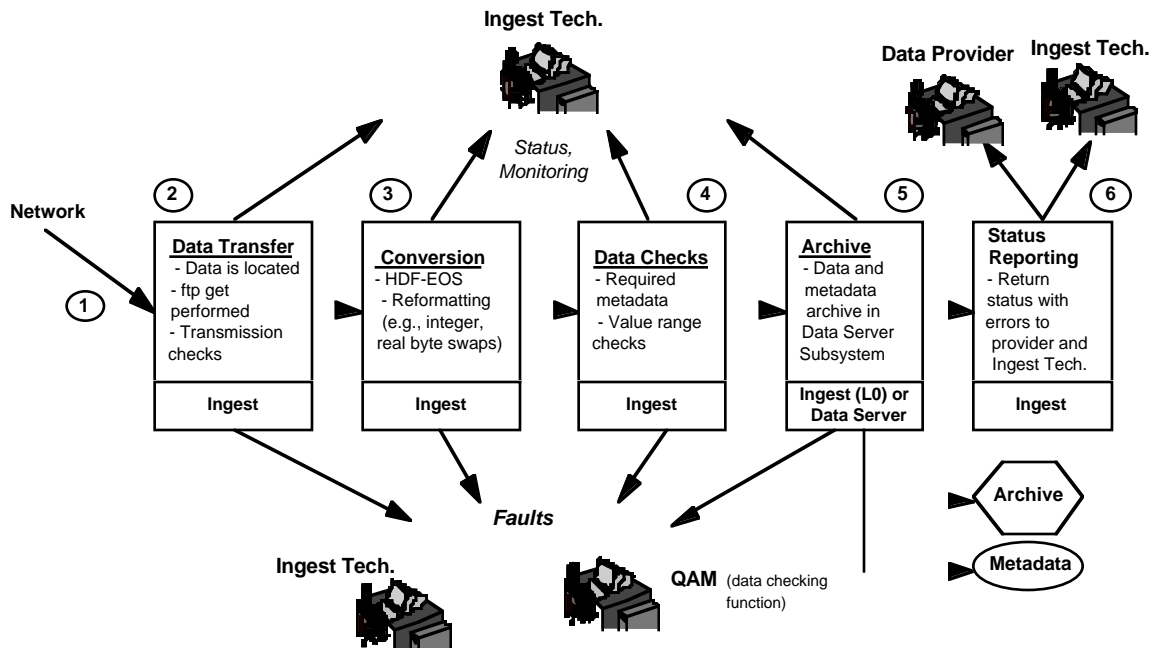 Ingest Tech.
Data Provider
Ingest Tech.
Status,
Monitoring
2
3
4
5
6
Network
1
Data Transfer
- Data is located
- ftp get
performed
- Transmission
checks
Ingest
Conversion
- HDF-EOS
- Reformatting
(e.g., integer,
real byte swaps)
Ingest
Data Checks
- Required
metadata
- Value range
checks
Ingest
Archive
- Data and
metadata
archive in
Data Server
Subsystem
Ingest (L0) or
Data Server
Status
Reporting
- Return
status with
errors to
provider and
Ingest Tech.
Ingest
Faults
Archive
Metadata
Ingest Tech.
QAM (data checking
function)